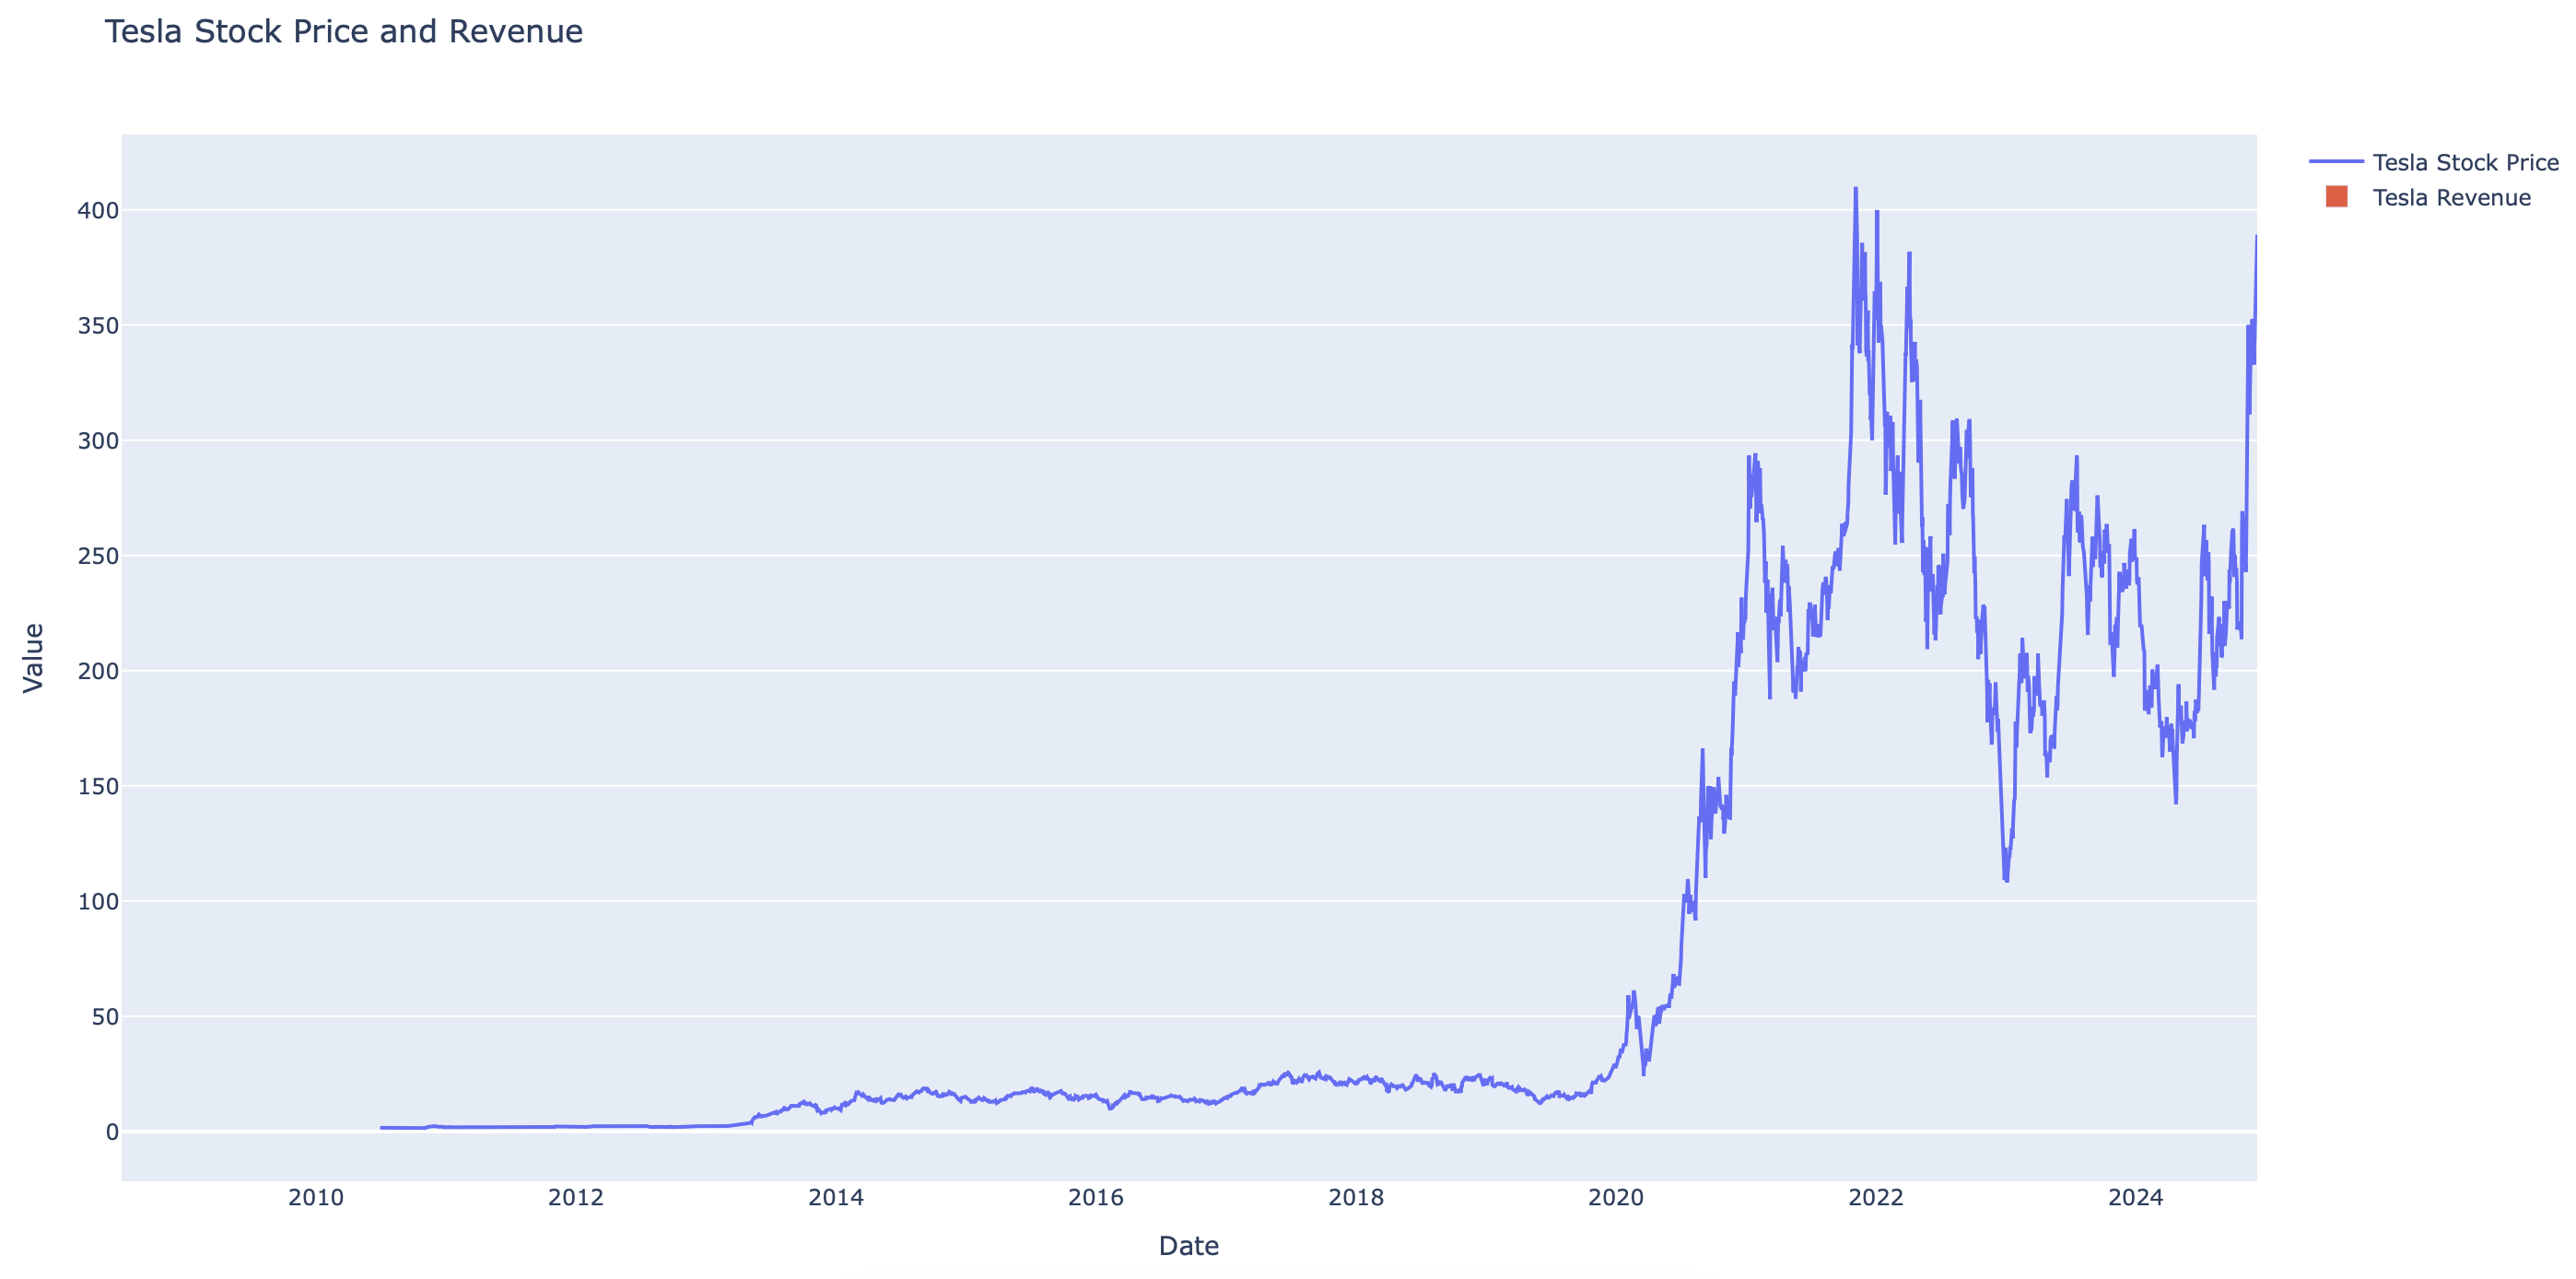 Tesla Stock Price and Revenue
Tesla Stock Price
Tesla Revenue
400
350
300
250
200
150
100
50
0
Value
2010 2012 2014 2016 2018 2020 2022 2024
Date